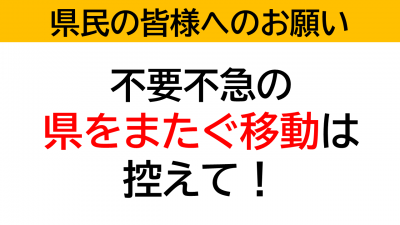 県民の皆様へのお願い
不要不急の
県をまたぐ移動は
控えて！